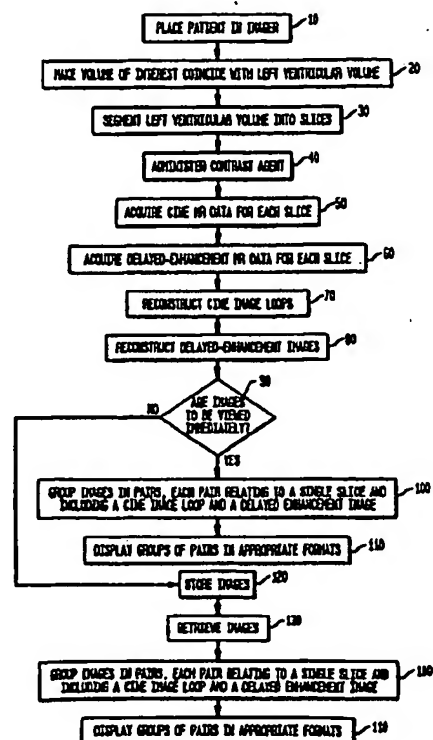 PLACE PATIENT IN IMAGER
10
MAKE VOLUME OF INTEREST COINCIDE WITH LEFT VENTRICULAR VOLUME
20
SEGMENT LEFT VENTRICULAR VOLUME INTO SLICES
30
ADMINISTER CONTRAST AGENT
40
ACQUIRE CINE MR DATA FOR EACH SLICE
50
ACQUIRE DELAYED-ENHANCEMENT MR DATA FOR EACH SLICE
60
RECONSTRUCT CINE IMAGE LOOPS
70
RECONSTRUCT DELAYED-ENHANCEMENT IMAGES
80
90
ARE IMAGES
TO BE VIEWED
IMMEDIATELY?
NO
YES
GROUP IMAGES IN PAIRS, EACH PAIR RELATING TO A SINGLE SLICE AND
INCLUDING A CINE IMAGE LOOP AND A DELAYED ENHANCEMENT IMAGE
100
DISPLAY GROUPS OF PAIRS IN APPROPRIATE FORMATS
110
STORE IMAGES
120
RETRIEVE IMAGES
130
GROUP IMAGES IN PAIRS, EACH PAIR RELATING TO A SINGLE SLICE AND
INCLUDING A CINE IMAGE LOOP AND A DELAYED ENHANCEMENT IMAGE
100
DISPLAY GROUPS OF PAIRS IN APPROPRIATE FORMATS
110